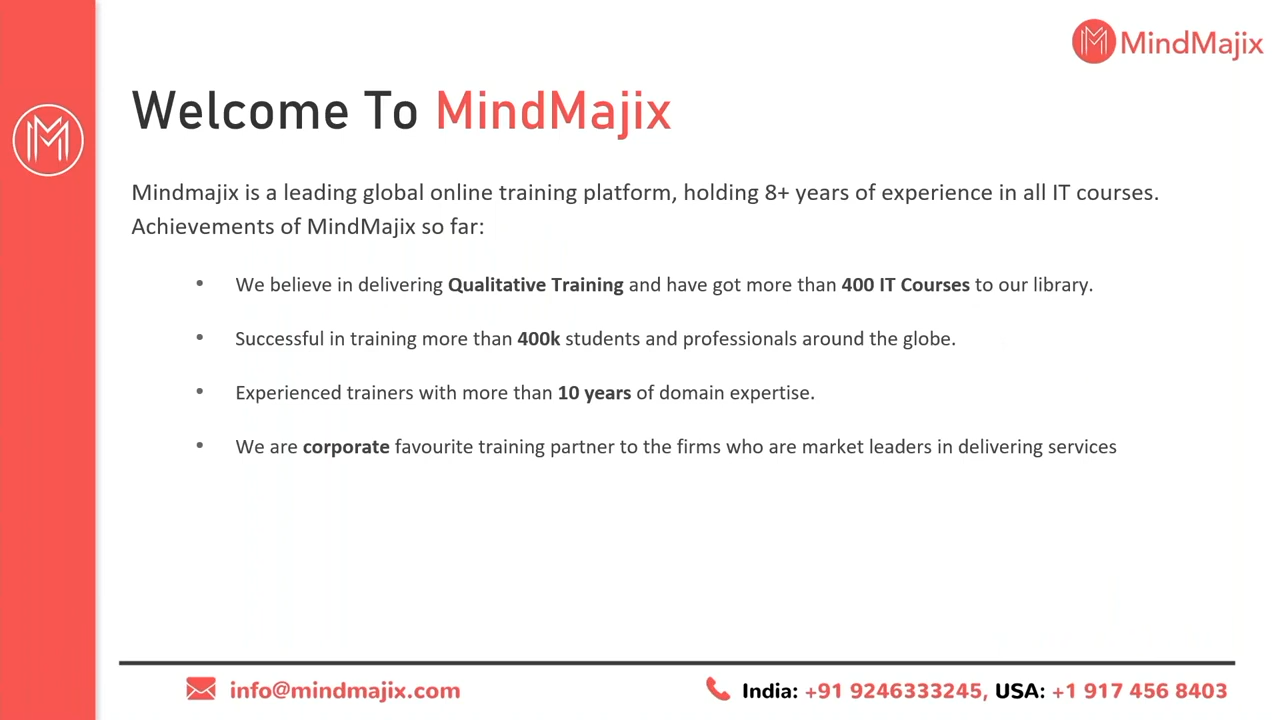 MindMajix
Welcome To MindMajix
Mindmajix is a leading global online training platform, holding 8+ years of experience in all IT courses.
Achievements of MindMajix so far:
• We believe in delivering Qualitative Training and have got more than 400 IT Courses to our library.
• Successful in training more than 400k students and professionals around the globe.
• Experienced trainers with more than 10 years of domain expertise.
• We are corporate favourite training partner to the firms who are market leaders in delivering services
info@mindmajix.com
India: +91 9246333245, USA: +1 917 456 8403